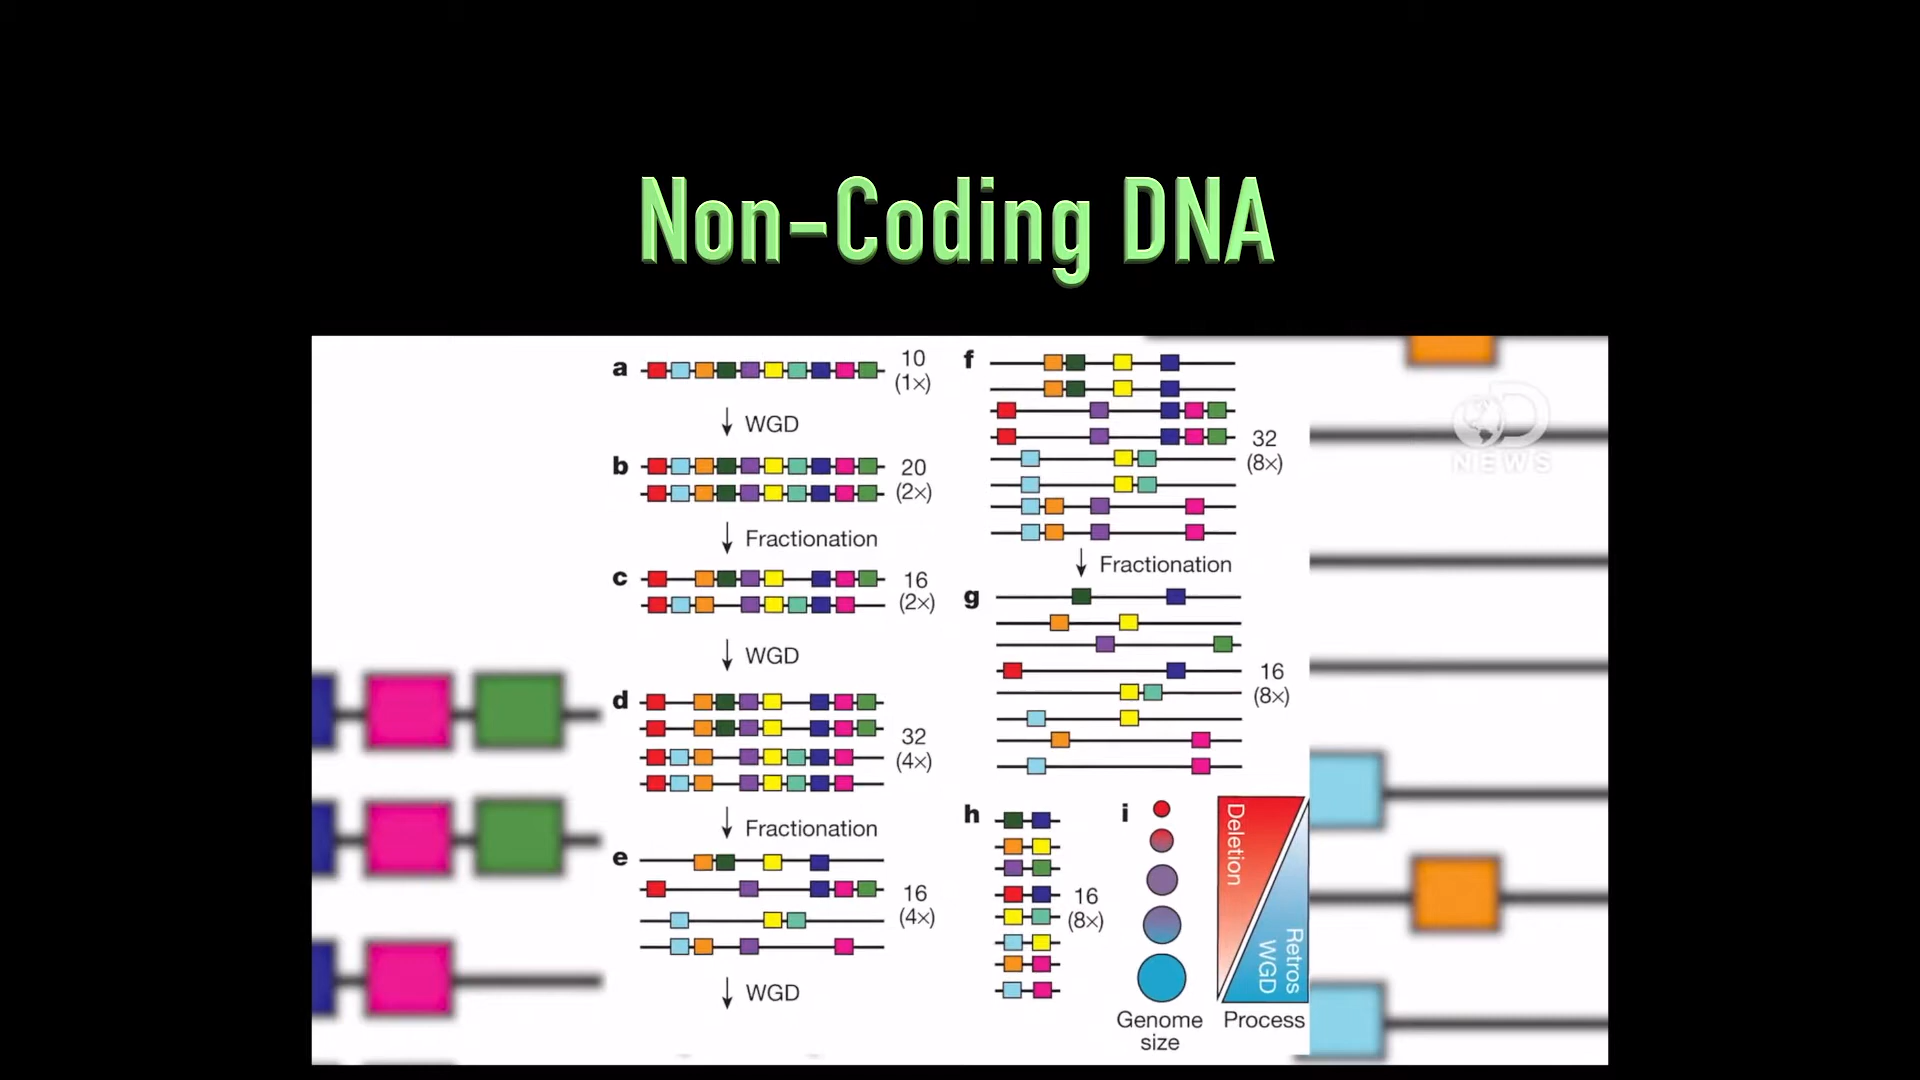 Non-Coding DNA
a
10
(1×)
WGD
b
20
(2×)
Fractionation
c
16
(2×)
WGD
d
32
(4×)
Fractionation
e
16
(4×)
WGD
f
32
(8×)
Fractionation
g
16
(8×)
h
16
(8×)
i
Deletion
Retros
WGD
Genome
size
Process
D
NEWS